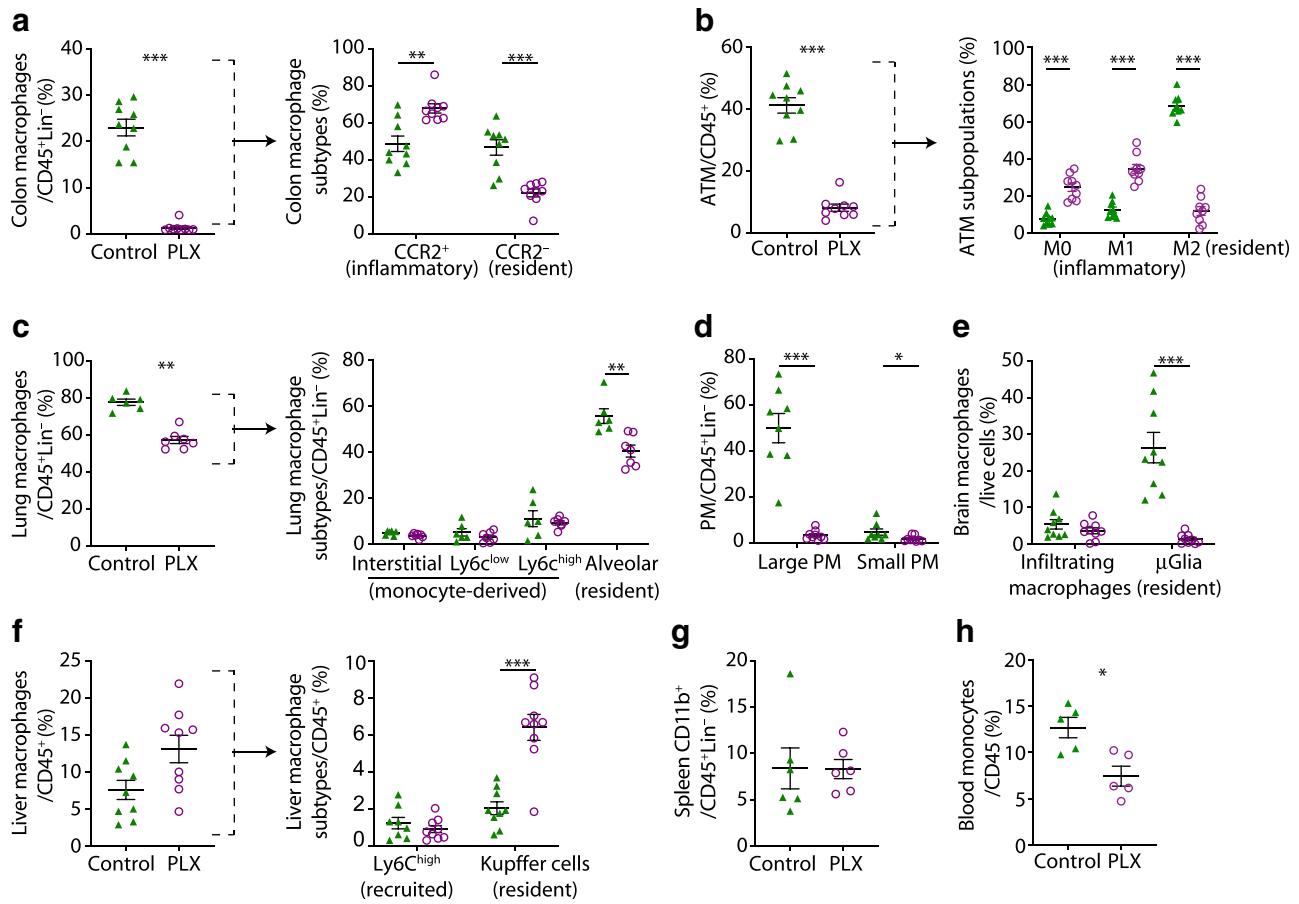 a
Colon macrophages
/CD45⁺Lin⁻ (%)
40
30
20
10
0
***
Control PLX
Colon macrophage
subtypes (%)
100
80
60
40
20
0
** ***
CCR2⁺ CCR2⁻
(inflammatory) (resident)
b
ATM/CD45⁺ (%)
60
40
20
0
***
Control PLX
ATM subpopulations (%)
100
80
60
40
20
0
*** *** ***
M0 M1 M2 (resident)
(inflammatory)
c
Lung macrophages
/CD45⁺Lin⁻ (%)
100
80
60
40
20
0
**
Control PLX
Lung macrophage
subtypes/CD45⁺Lin⁻ (%)
80
60
40
20
0
**
Interstitial Ly6cˡᵒʷ Ly6cʰⁱᵍʰ Alveolar
(monocyte-derived) (resident)
d
PM/CD45⁺Lin⁻ (%)
80
60
40
20
0
*** *
Large PM Small PM
e
Brain macrophages
/live cells (%)
50
40
30
20
10
0
***
Infiltrating μGlia
macrophages (resident)
f
Liver macrophages
/CD45⁺ (%)
25
20
15
10
5
0
Control PLX
Liver macrophage
subtypes/CD45⁺ (%)
10
8
6
4
2
0
***
Ly6Cʰⁱᵍʰ Kupffer cells
(recruited) (resident)
g
Spleen CD11b⁺
/CD45⁺Lin⁻ (%)
20
15
10
5
0
Control PLX
h
Blood monocytes
/CD45 (%)
20
15
10
5
0
*
Control PLX